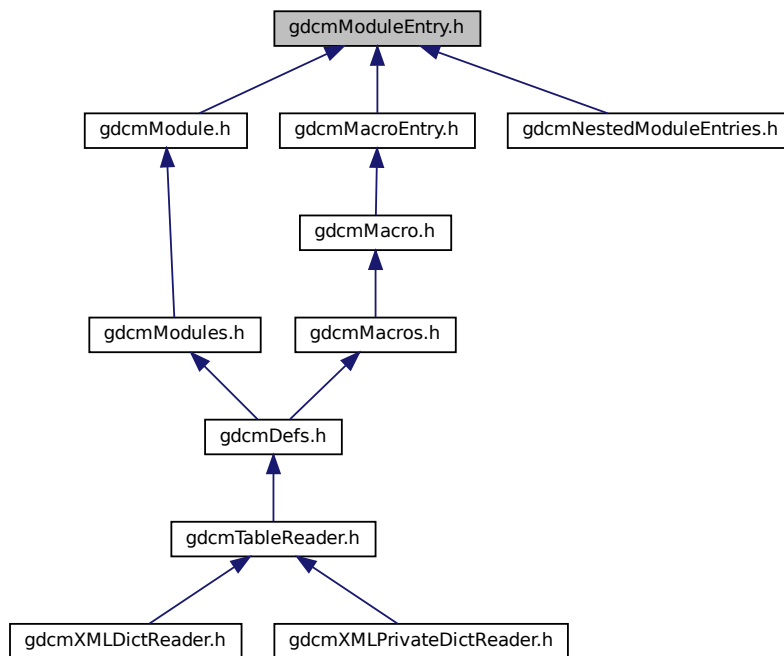 gdcmModuleEntry.h
gdcmModule.h
gdcmMacroEntry.h
gdcmNestedModuleEntries.h
gdcmMacro.h
gdcmModules.h
gdcmMacros.h
gdcmDefs.h
gdcmTableReader.h
gdcmXMLDictReader.h
gdcmXMLPrivateDictReader.h